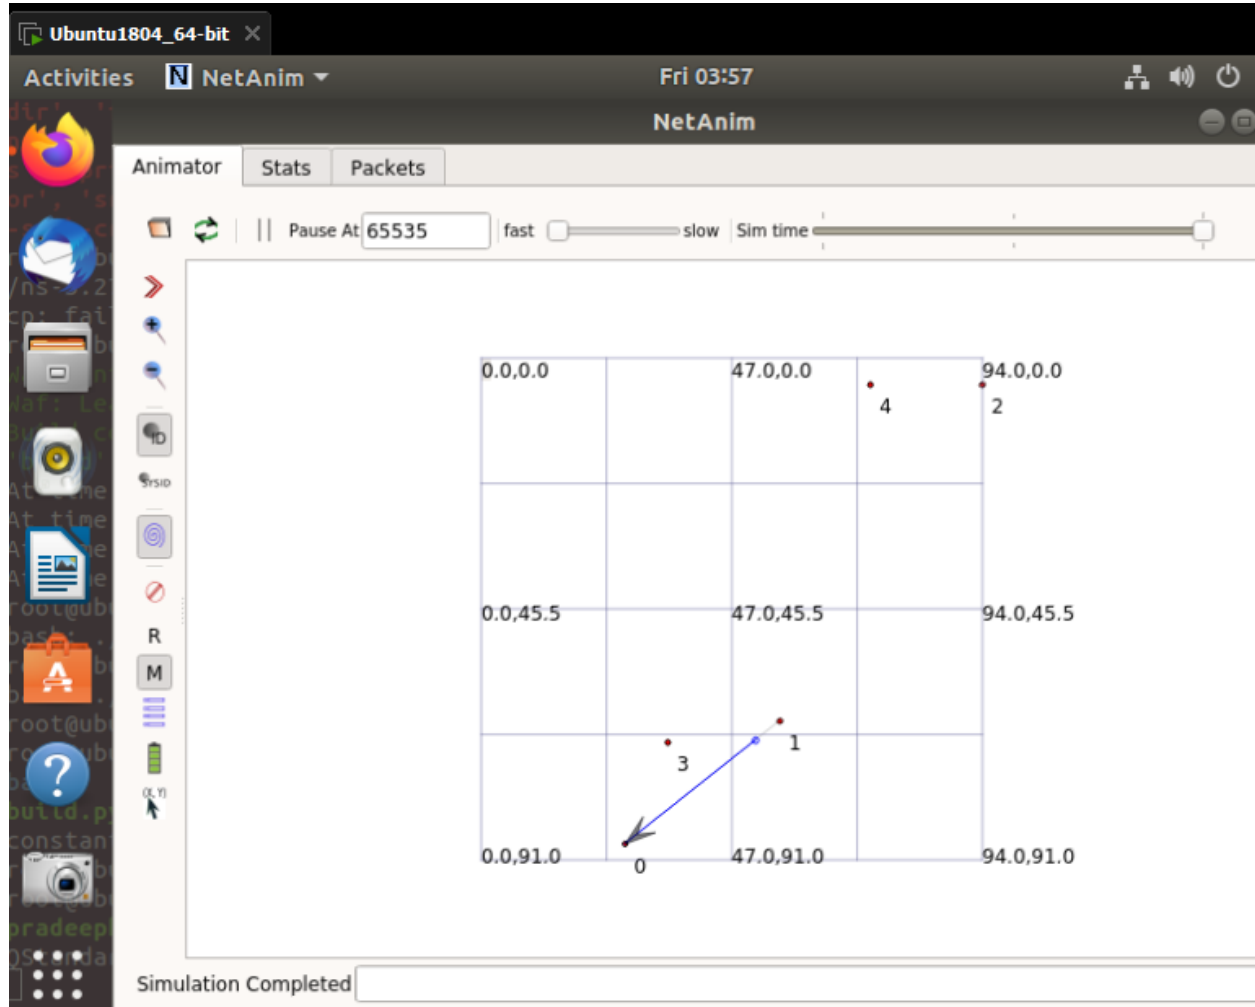 Ubuntu1804_64-bit
Activities NetAnim Fri 03:57
NetAnim
Animator Stats Packets
Pause At 65535 fast slow Sim time
ID
SYSID
R
M
(X, Y)
0.0,0.0 47.0,0.0 94.0,0.0
4 2
0.0,45.5 47.0,45.5 94.0,45.5
3 1
0.0,91.0 47.0,91.0 94.0,91.0
0
Simulation Completed